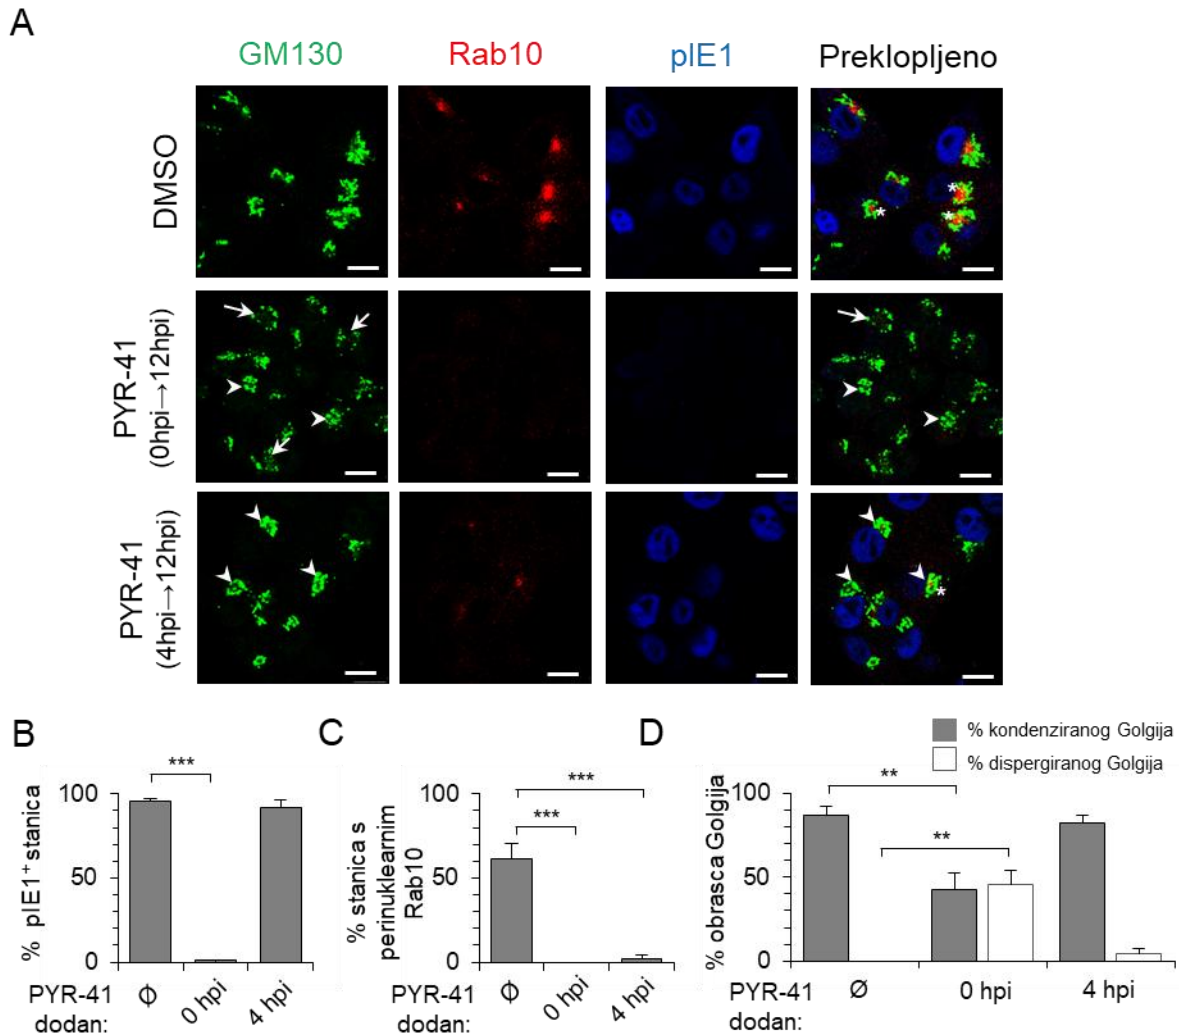 A
GM130 Rab10 pIE1 Preklopljeno
DMSO
* * *
PYR-41
(0hpi→12hpi)
PYR-41
(4hpi→12hpi)
*
B
% pIE1⁺ stanica
***
100
50
0
PYR-41
dodan:
Ø 0 hpi 4 hpi
C
% stanica s
perinuklearnim
Rab10
***
***
100
50
0
PYR-41
dodan:
Ø 0 hpi 4 hpi
D
% kondenziranog Golgija
% dispergiranog Golgija
% obrasca Golgija
**
**
100
50
0
PYR-41
dodan:
Ø 0 hpi 4 hpi